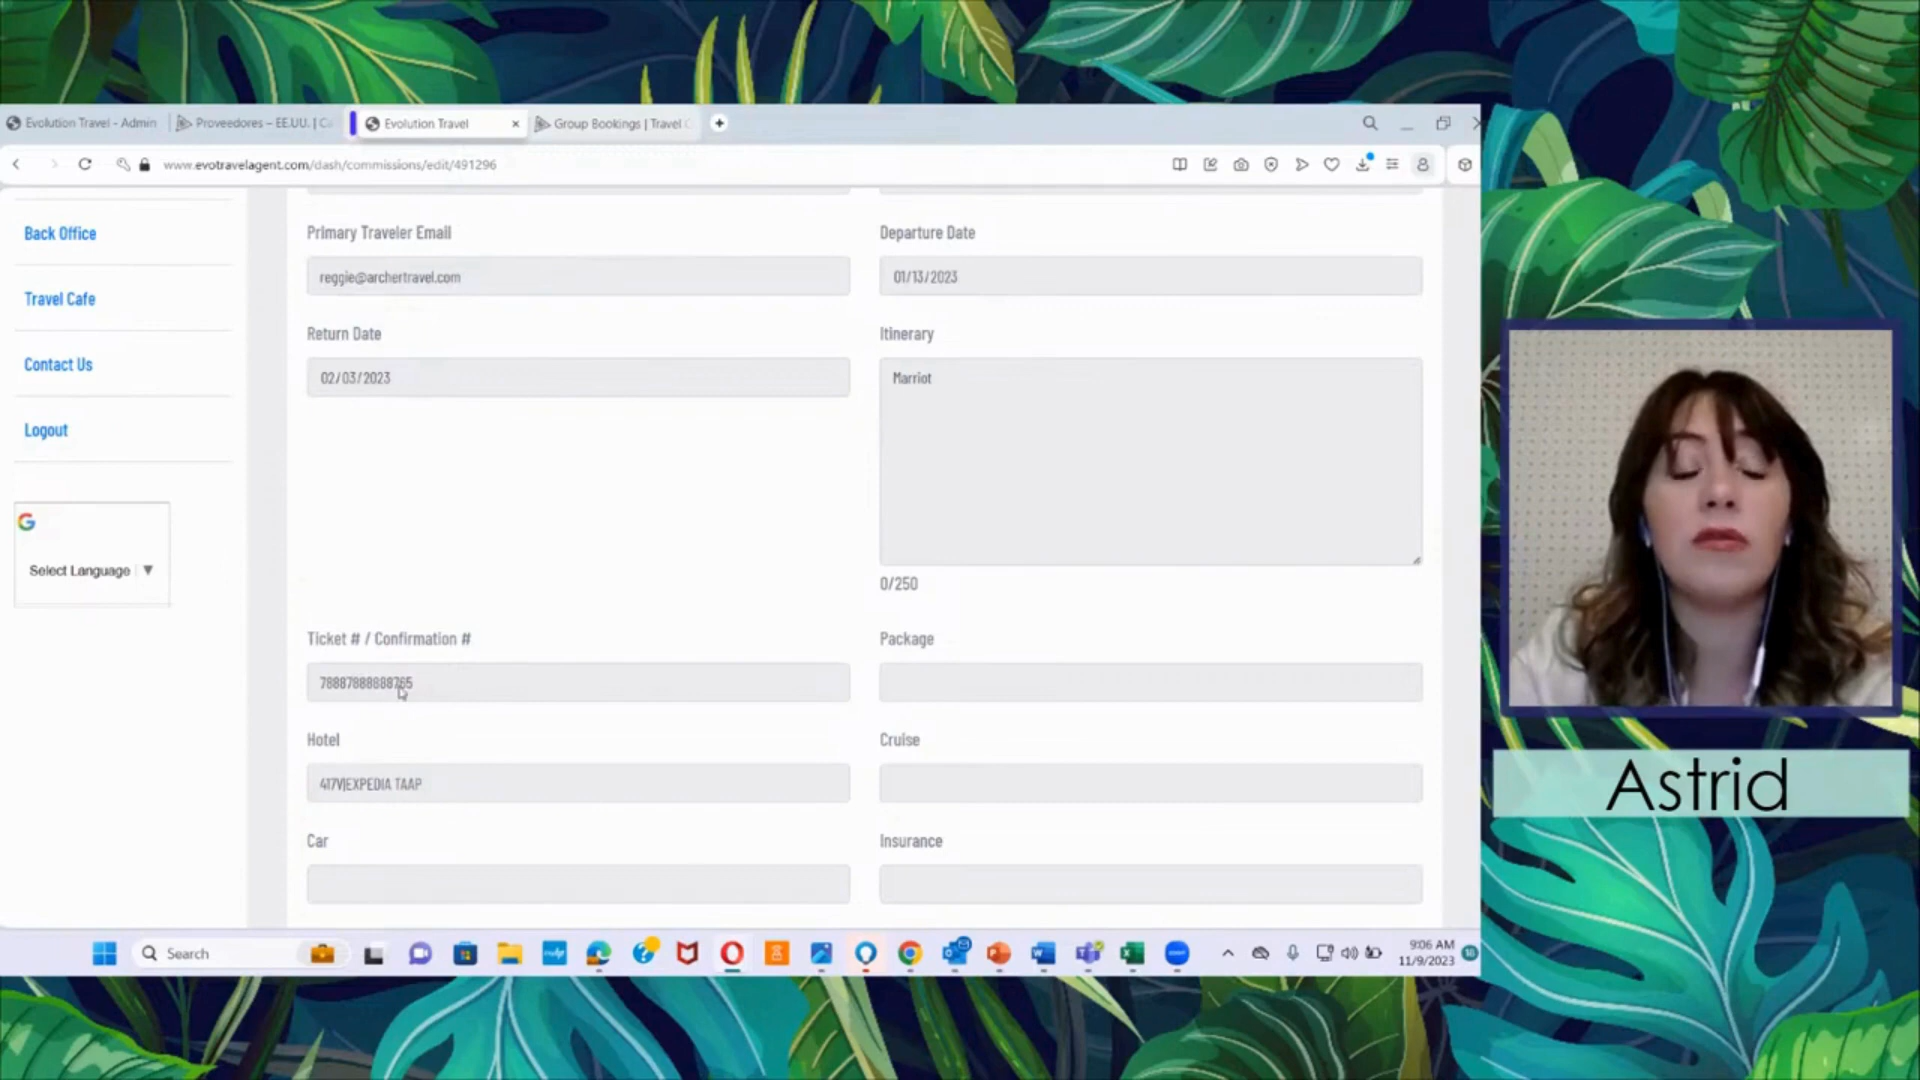 Evolution Travel - Admin
Proveedores – EE.UU. | C
Evolution Travel
Group Bookings | Travel C
www.evotravelagent.com/dash/commissions/edit/491296
Back Office
Travel Cafe
Contact Us
Logout
G
Select Language
Primary Traveler Email
Departure Date
reggie@archertravel.com
01/13/2023
Return Date
Itinerary
02/03/2023
Marriot
0/250
Ticket # / Confirmation #
Package
78887888888765
Hotel
Cruise
417V|EXPEDIA TAAP
Car
Insurance
Astrid
Search
9:06 AM
11/9/2023